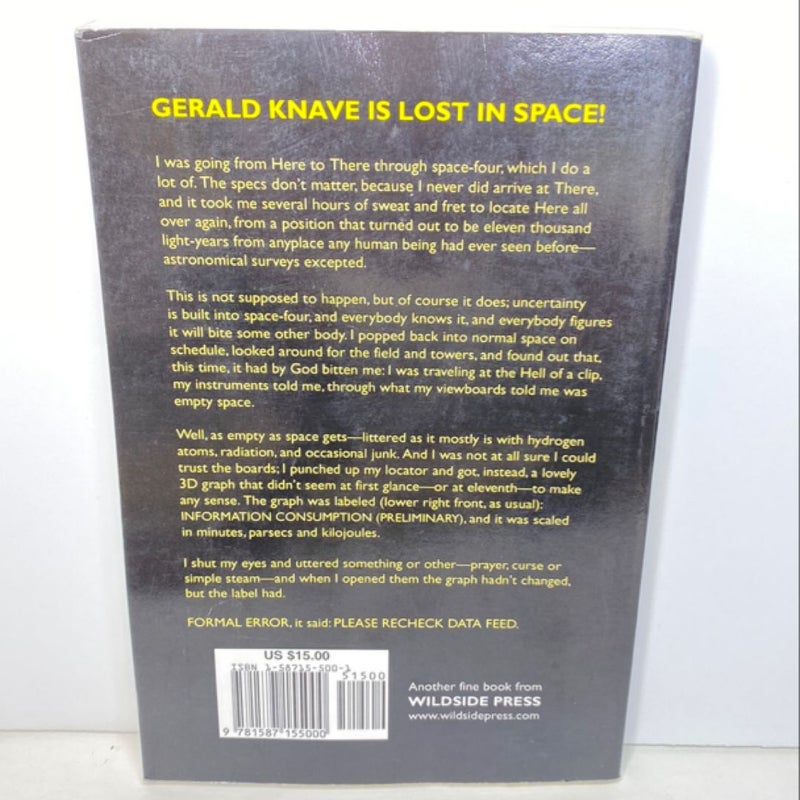 GERALD KNAVE IS LOST IN SPACE!
I was going from Here to There through space-four, which I do a
lot of. The specs don't matter, because I never did arrive at There,
and it took me several hours of sweat and fret to locate Here all
over again, from a position that turned out to be eleven thousand
light-years from anyplace any human being had ever seen before—
astronomical surveys excepted.
This is not supposed to happen, but of course it does; uncertainty
is built into space-four, and everybody knows it, and everybody figures
it will bite some other body. I popped back into normal space on
schedule, looked around for the field and towers, and found out that,
this time, it had by God bitten me: I was traveling at the Hell of a clip,
my instruments told me, through what my viewboards told me was
empty space.
Well, as empty as space gets—littered as it mostly is with hydrogen
atoms, radiation, and occasional junk. And I was not at all sure I could
trust the boards; I punched up my locator and got, instead, a lovely
3D graph that didn't seem at first glance—or at eleventh—to make
any sense. The graph was labeled (lower right front, as usual):
INFORMATION CONSUMPTION (PRELIMINARY), and it was scaled
in minutes, parsecs and kilojoules.
I shut my eyes and uttered something or other—prayer, curse or
simple steam—and when I opened them the graph hadn't changed,
but the label had.
FORMAL ERROR, it said: PLEASE RECHECK DATA FEED.
US $15.00
ISBN 1-58715-500-1
51500
9 781587 155000
Another fine book from
WILDSIDE PRESS
www.wildsidepress.com